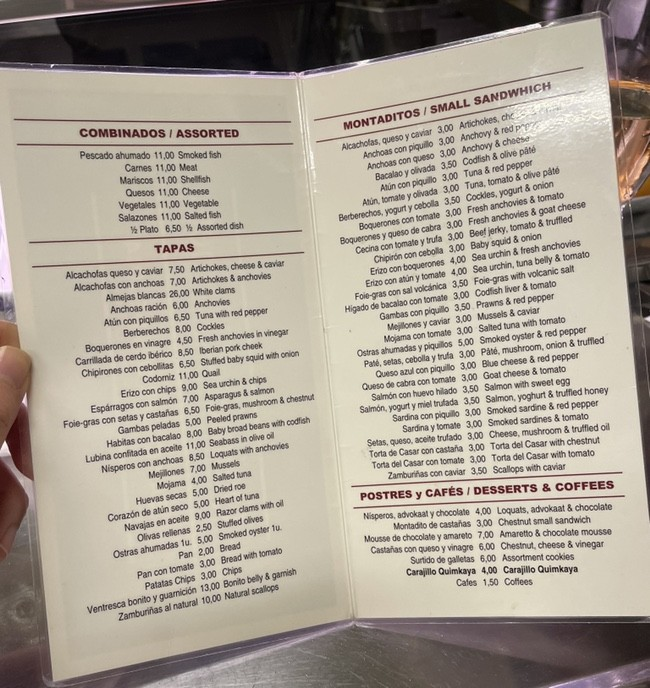 COMBINADOS / ASSORTED
Pescado ahumado 11,00 Smoked fish
Carnes 11,00 Meat
Mariscos 11,00 Shellfish
Quesos 11,00 Cheese
Vegetales 11,00 Vegetable
Salazones 11,00 Salted fish
½ Plato 6,50 ½ Assorted dish
TAPAS
Alcachofas queso y caviar 7,50 Artichokes, cheese & caviar
Alcachofas con anchoas 7,00 Artichokes & anchovies
Almejas blancas 26,00 White clams
Anchoas ración 6,00 Anchovies
Atún con piquillos 6,50 Tuna with red pepper
Berberechos 8,00 Cockles
Boquerones en vinagre 4,50 Fresh anchovies in vinegar
Carrillada de cerdo ibérico 8,50 Iberian pork cheek
Chipirones con cebollitas 6,50 Stuffed baby squid with onion
Codorniz 11,00 Quail
Erizo con chips 9,00 Sea urchin & chips
Espárragos con salmón 7,00 Asparagus & salmon
Foie-gras con setas y castañas 6,50 Foie-gras, mushroom & chestnut
Gambas peladas 5,00 Peeled prawns
Habitas con bacalao 8,00 Baby broad beans with codfish
Lubina confitada en aceite 11,00 Seabass in olive oil
Nísperos con anchoas 8,50 Loquats with anchovies
Mejillones 7,00 Mussels
Mojama 4,00 Salted tuna
Huevas secas 5,00 Dried roe
Corazón de atún seco 5,00 Heart of tuna
Navajas en aceite 9,00 Razor clams with oil
Olivas rellenas 2,50 Stuffed olives
Ostras ahumadas 1u. 5,00 Smoked oyster 1u.
Pan 2,00 Bread
Pan con tomate 3,00 Bread with tomato
Patatas Chips 3,00 Chips
Ventresca bonito y guarnición 13,00 Bonito belly & garnish
Zamburiñas al natural 10,00 Natural scallops
MONTADITOS / SMALL SANDWHICH
Alcachofas, queso y caviar 3,00 Artichokes,
Anchoas con piquillo 3,00 Anchovy & red
Anchoas con queso 3,00 Anchovy & cheese
Bacalao y olivada 3,50 Codfish & olive pâté
Atún con piquillo 3,00 Tuna & red pepper
Atún, tomate y olivada 3,00 Tuna, tomato & olive pâté
Berberechos, yogurt y cebolla 3,50 Cockles, yogurt & onion
Boquerones con tomate 3,00 Fresh anchovies & tomato
Boquerones y queso de cabra 3,00 Fresh anchovies & goat cheese
Cecina con tomate y trufa 3,00 Beef jerky, tomato & truffled
Chipirón con cebolla 3,00 Baby squid & onion
Erizo con boquerones 4,00 Sea urchin & fresh anchovies
Erizo con atún y tomate 4,00 Sea urchin, tuna belly & tomato
Foie-gras con sal volcánica 3,50 Foie-gras with volcanic salt
Higado de bacalao con tomate 3,00 Codfish liver & tomato
Gambas con piquillo 3,50 Prawns & red pepper
Mejillones y caviar 3,00 Mussels & caviar
Mojama con tomate 3,00 Salted tuna with tomato
Ostras ahumadas y piquillos 5,00 Smoked oyster & red pepper
Paté, setas, cebolla y trufa 3,00 Pâté, mushroom, onion & truffled
Queso azul con piquillo 3,00 Blue cheese & red pepper
Queso de cabra con tomate 3,00 Goat cheese & tomato
Salmón con huevo hilado 3,50 Salmon with sweet egg
Salmón, yogurt y miel trufada 3,50 Salmon, yoghurt & truffled honey
Sardina con piquillo 3,00 Smoked sardine & red pepper
Sardina y tomate 3,00 Smoked sardines & tomato
Setas, queso, aceite trufado 3,00 Cheese, mushroom & truffled oil
Torta de Casar con castaña 3,00 Torta del Casar with chestnut
Torta del Casar con tomate 3,00 Torta del Casar with tomato
Zamburiñas con caviar 3,50 Scallops with caviar
POSTRES y CAFÉS / DESSERTS & COFFEES
Nísperos, advokaat y chocolate 4,00 Loquats, advokaat & chocolate
Montadito de castañas 3,00 Chestnut small sandwich
Mousse de chocolate y amareto 7,00 Amaretto & chocolate mousse
Castañas con queso y vinagre 6,00 Chestnut, cheese & vinegar
Surtido de galletas 6,00 Assortment cookies
Carajillo Quimkaya 4,00 Carajillo Quimkaya
Cafes 1,50 Coffees